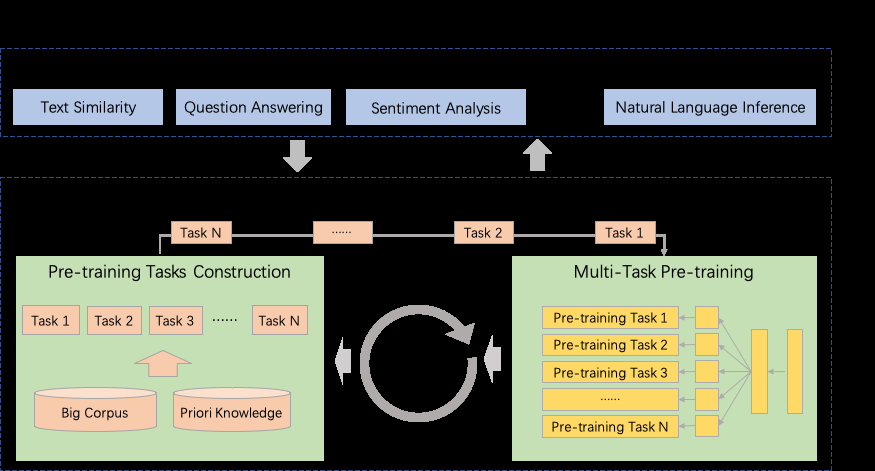 Text Similarity
Question Answering
Sentiment Analysis
Natural Language Inference
Task N
······
Task 2
Task 1
Pre-training Tasks Construction
Task 1
Task 2
Task 3
······
Task N
Big Corpus
Priori Knowledge
Multi-Task Pre-training
Pre-training Task 1
Pre-training Task 2
Pre-training Task 3
······
Pre-training Task N